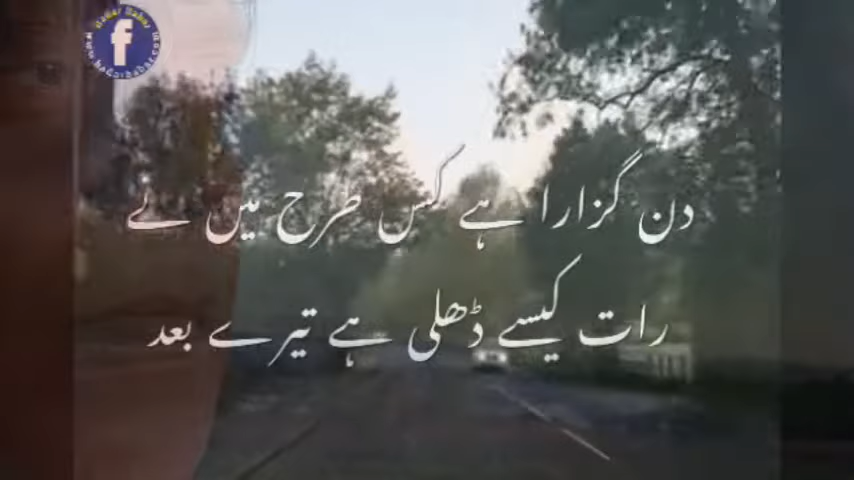 دن گزارا ہے کس طرح میں نے
رات کیسے ڈھلی ہے تیرے بعد